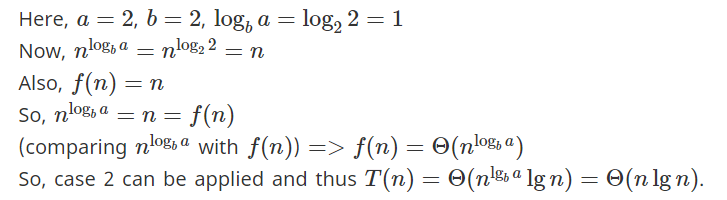 Here, $a = 2$, $b = 2$, $\log_b a = \log_2 2 = 1$
Now, $n^{\log_b a} = n^{\log_2 2} = n$
Also, $f(n) = n$
So, $n^{\log_b a} = n = f(n)$
(comparing $n^{\log_b a}$ with $f(n)$) => $f(n) = \Theta(n^{\log_b a})$
So, case 2 can be applied and thus $T(n) = \Theta(n^{\lg_b a} \lg n) = \Theta(n \lg n)$.